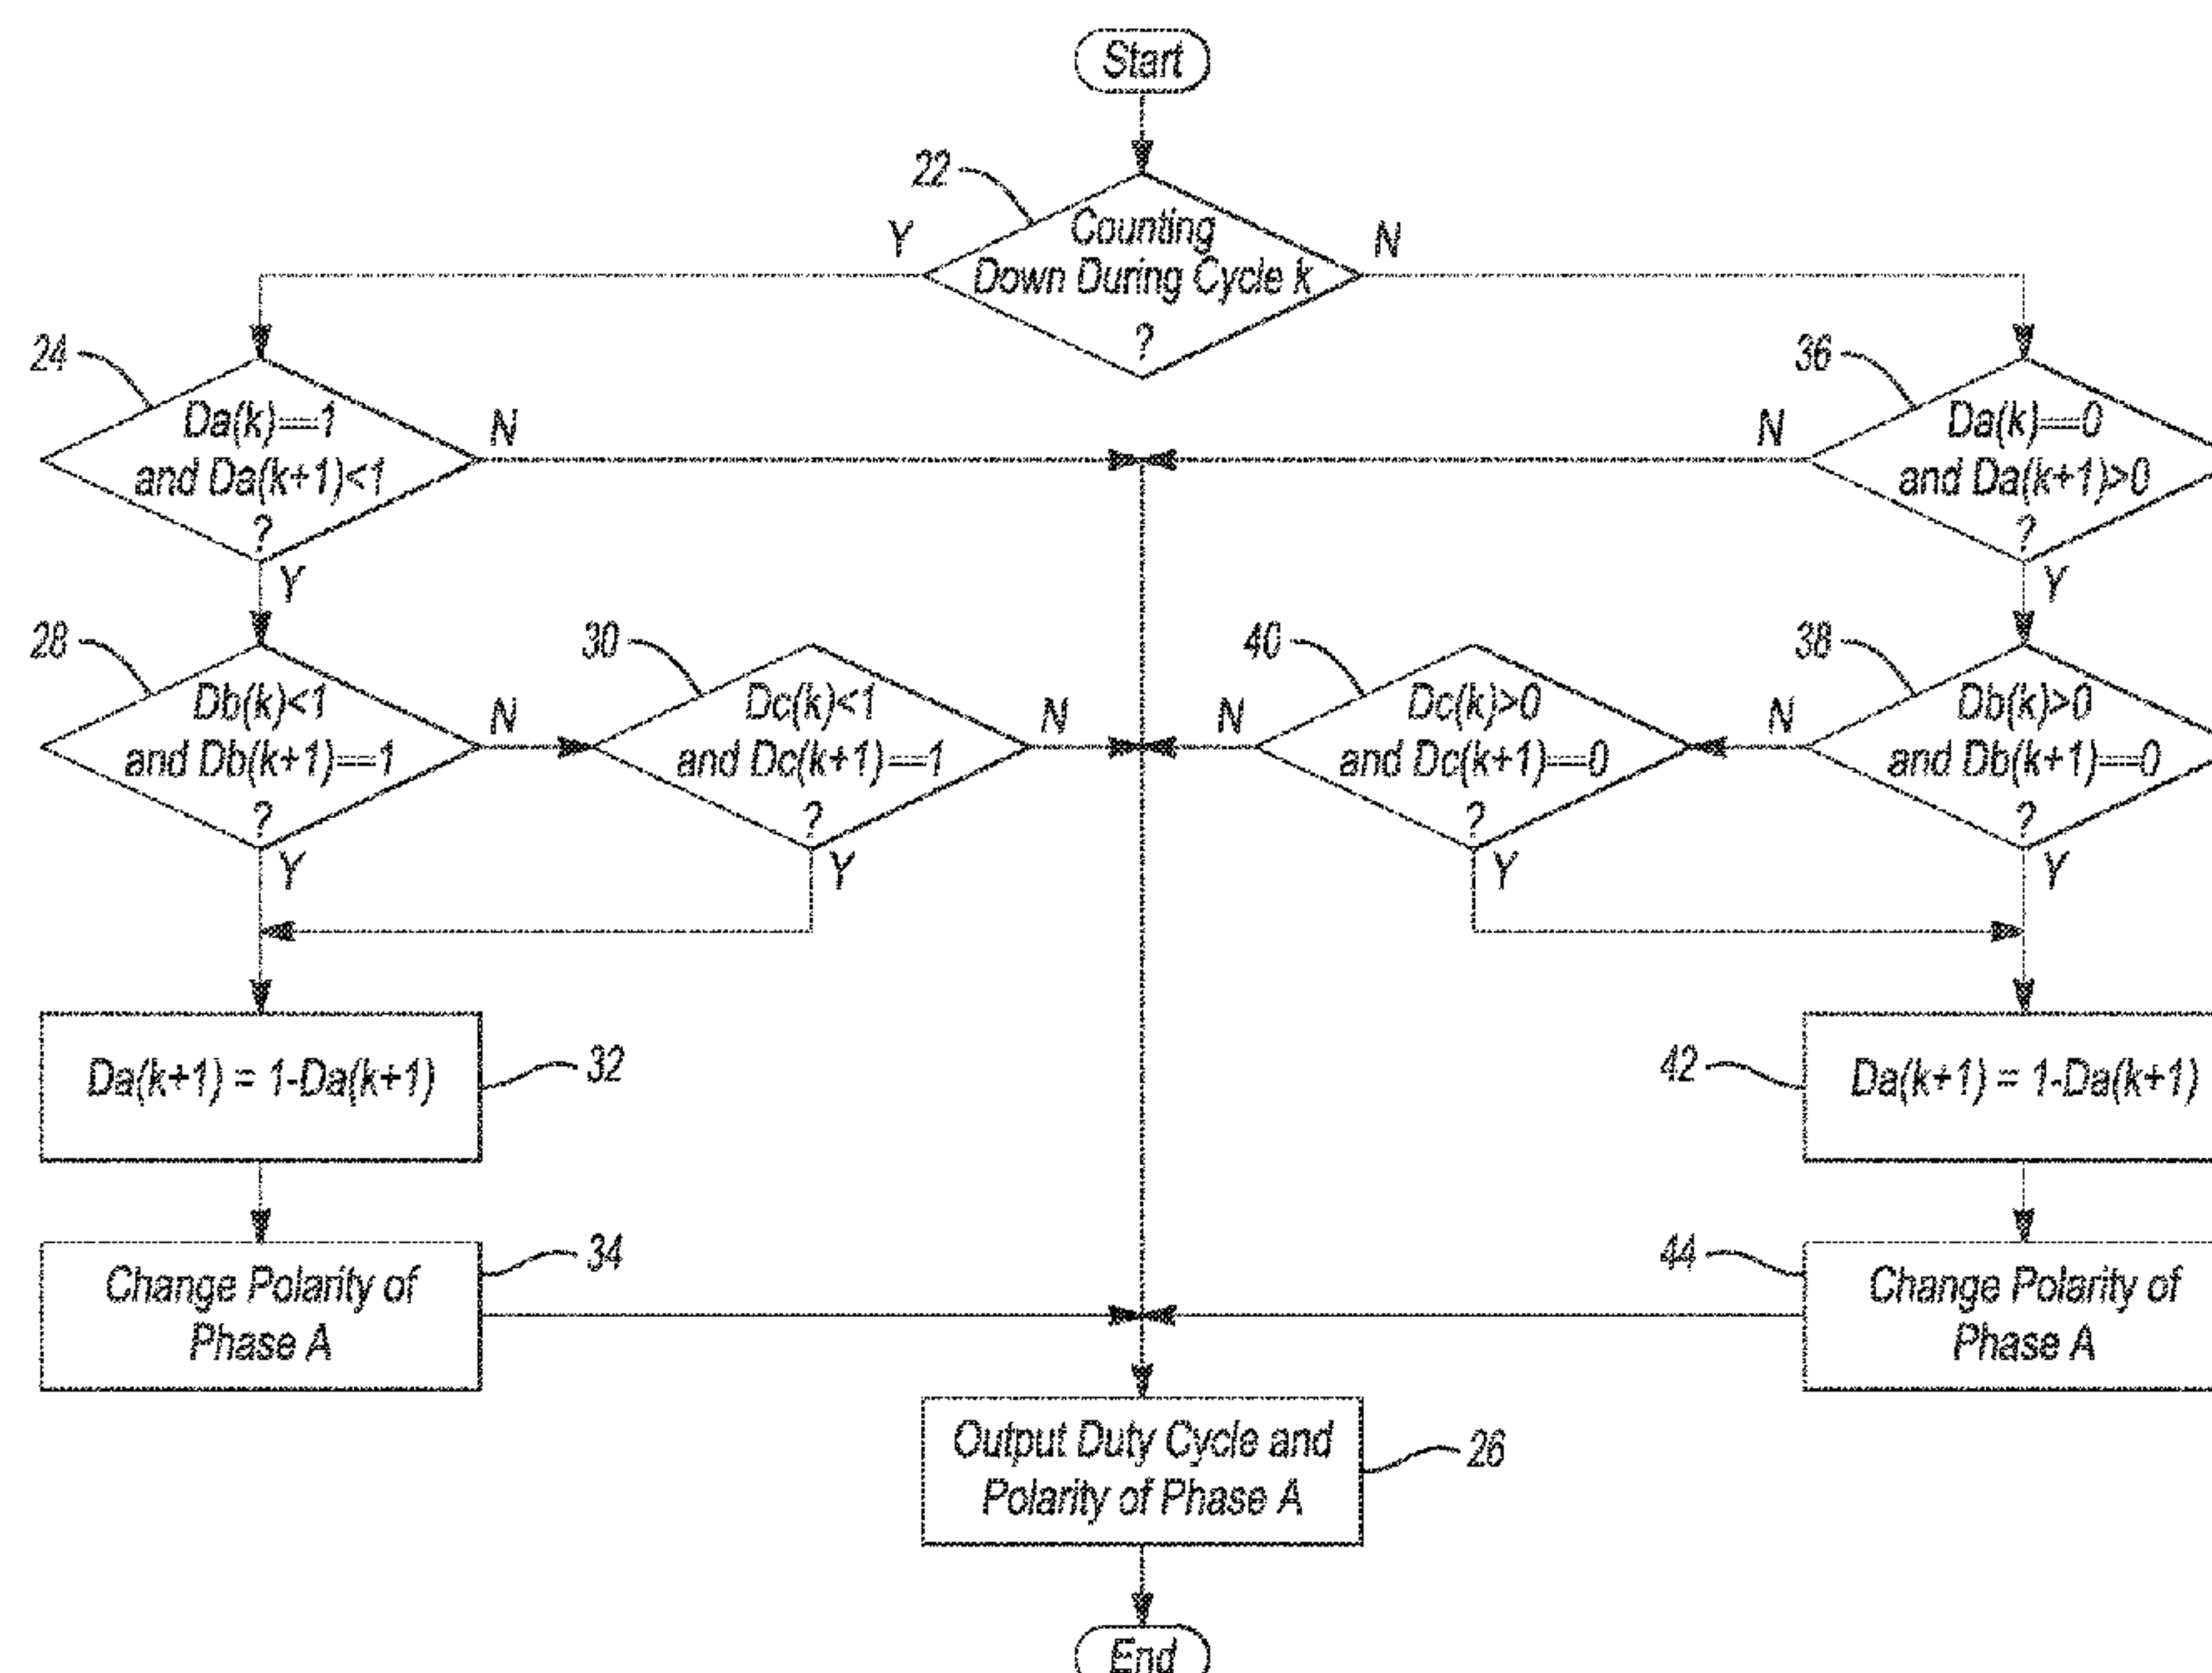 Start
22
Y
Counting
Down During Cycle k
?
N
24
Da(k)==1
and Da(k+1)<1
?
N
Y
36
Da(k)==0
and Da(k+1)>0
?
N
Y
28
Db(k)<1
and Db(k+1)==1
?
N
Y
30
Dc(k)<1
and Dc(k+1)==1
?
N
Y
40
Dc(k)>0
and Dc(k+1)==0
?
N
Y
38
Db(k)>0
and Db(k+1)==0
?
N
Y
Da(k+1) = 1-Da(k+1)
32
42
Da(k+1) = 1-Da(k+1)
Change Polarity of
Phase A
34
44
Change Polarity of
Phase A
Output Duty Cycle and
Polarity of Phase A
26
End